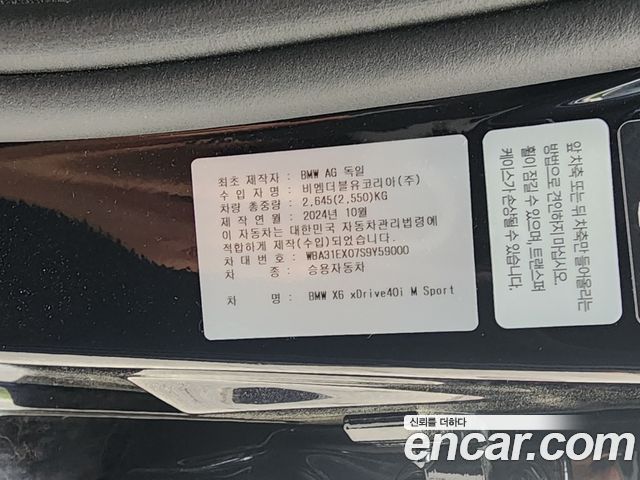 최초 제작자 : BMW AG 독일
수 입 자 명 : 비엠더블유코리아(주)
차량 총중량 : 2,645(2,550)KG
제 작 연 월 : 2024년 10월
이 자동차는 대한민국 자동차관리법령에
적합하게 제작(수입)되었습니다.
차 대 번 호 : WBA31EX07S9Y59000
차 종 : 승용자동차
차 명 : BMW X6 xDrive40i M Sport
앞 차축 또는 뒤 차축만 들어올리는
방법으로 견인하지 마십시오.
휠이 잠길 수 있으며, 트랜스퍼
케이스가 손상될 수 있습니다.
신뢰를 더하다
encar.com